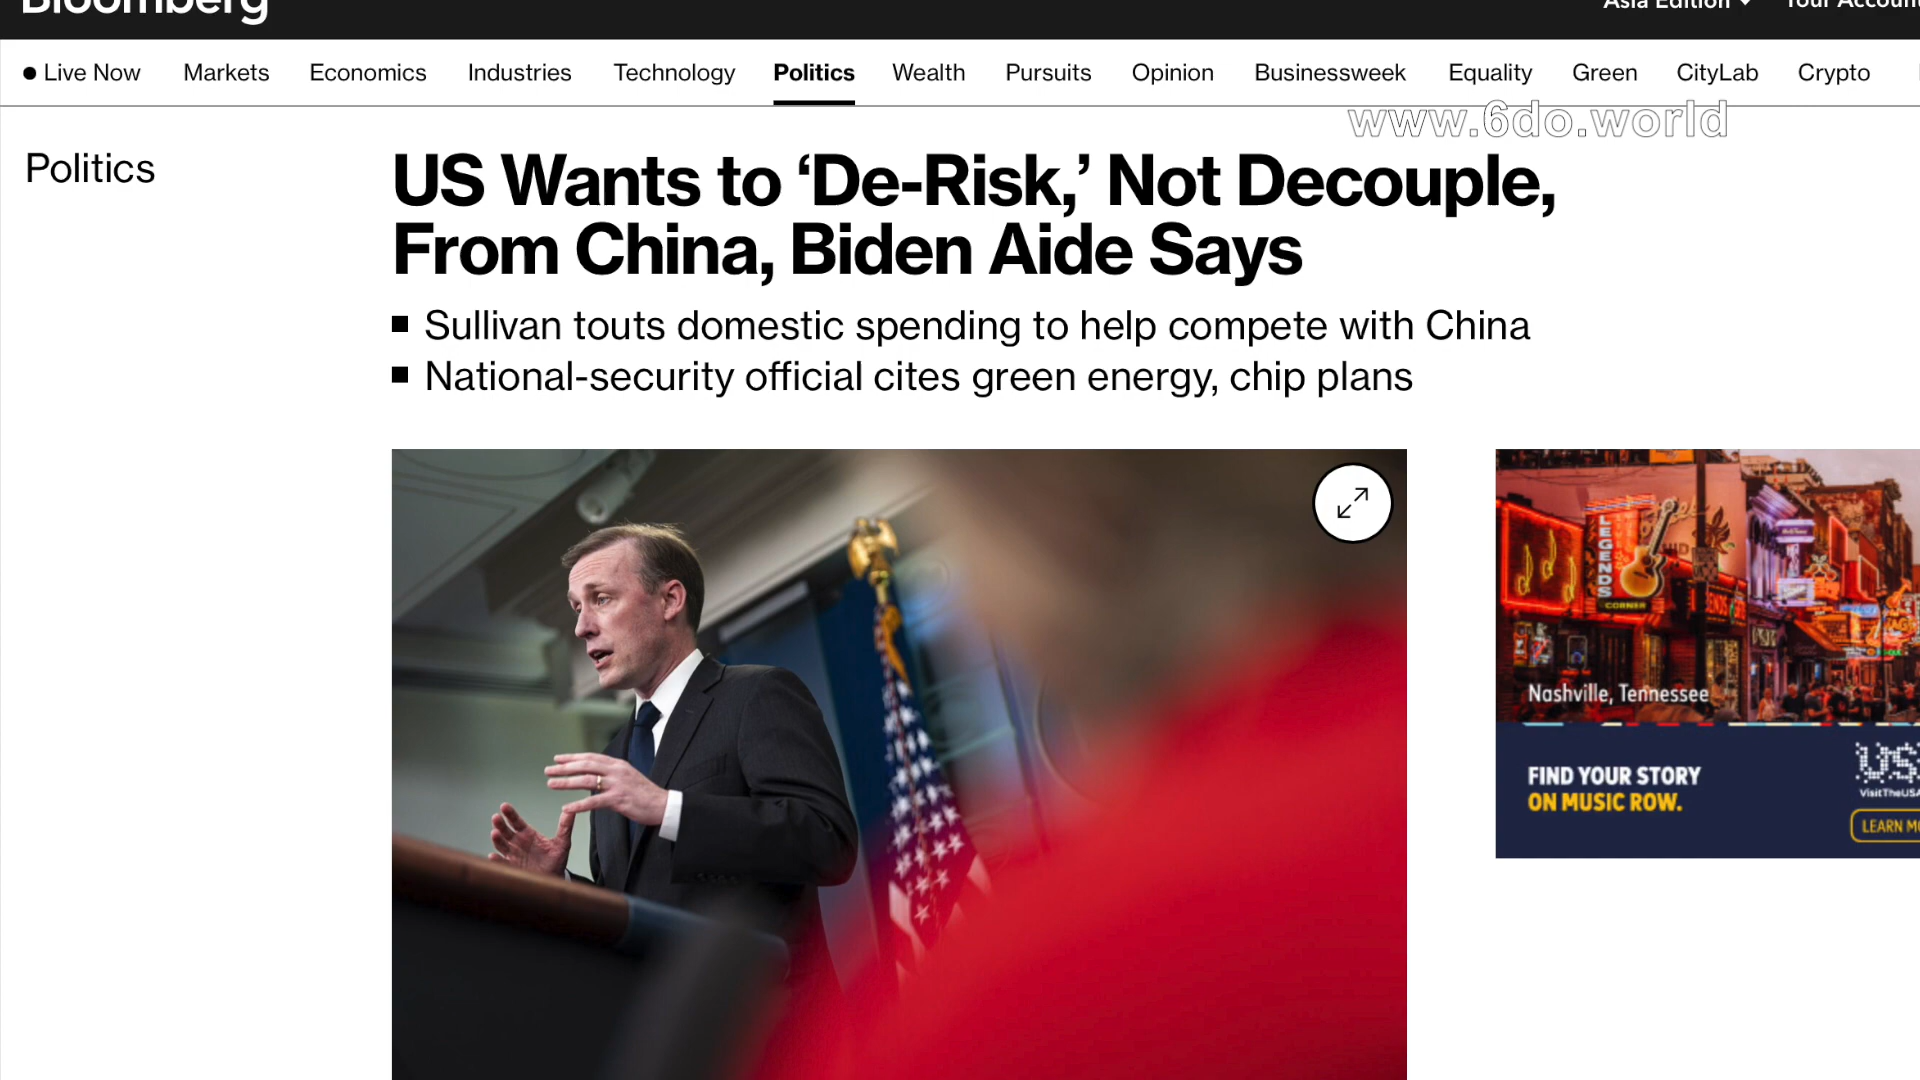 Bloomberg
Asia Edition
Your Account
Live Now Markets Economics Industries Technology Politics Wealth Pursuits Opinion Businessweek Equality Green CityLab Crypto
www.6do.world
Politics
US Wants to ‘De-Risk,’ Not Decouple,
From China, Biden Aide Says
Sullivan touts domestic spending to help compete with China
National-security official cites green energy, chip plans
LEGENDS
CORNER
Nashville, Tennessee
FIND YOUR STORY
ON MUSIC ROW.
VisitTheUSA
LEARN